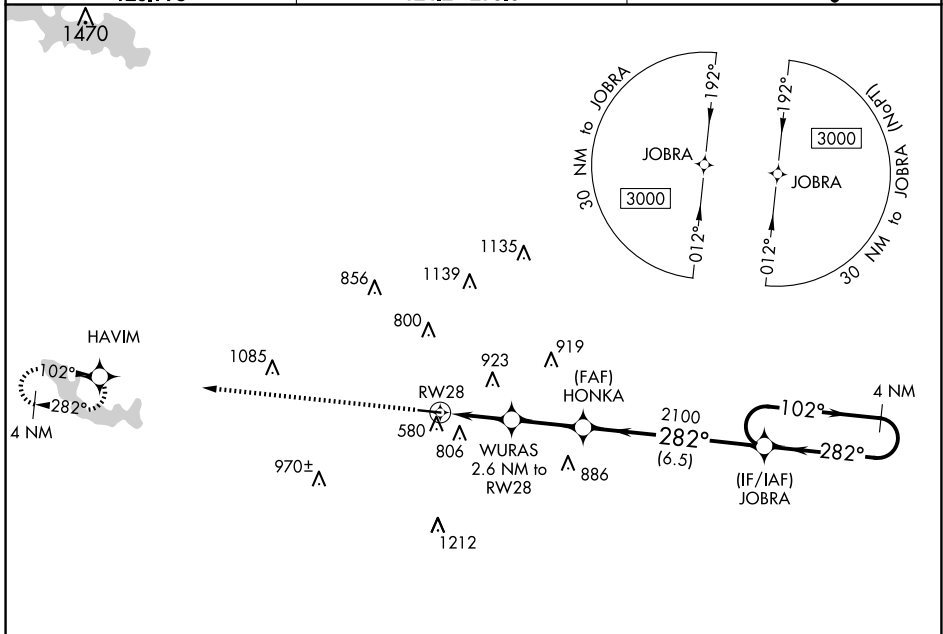 1470
30 NM to JOBRA
192°
JOBRA
3000
012°
192°
3000
JOBRA
012°
30 NM to JOBRA (NoPT)
1135
1139
856
800
HAVIM
1085
923
919
102°
282°
4 NM
RW28
580
806
(FAF)
HONKA
WURAS
2.6 NM to
RW28
2100
282°
(6.5)
102°
4 NM
282°
(IF/IAF)
JOBRA
886
970±
1212